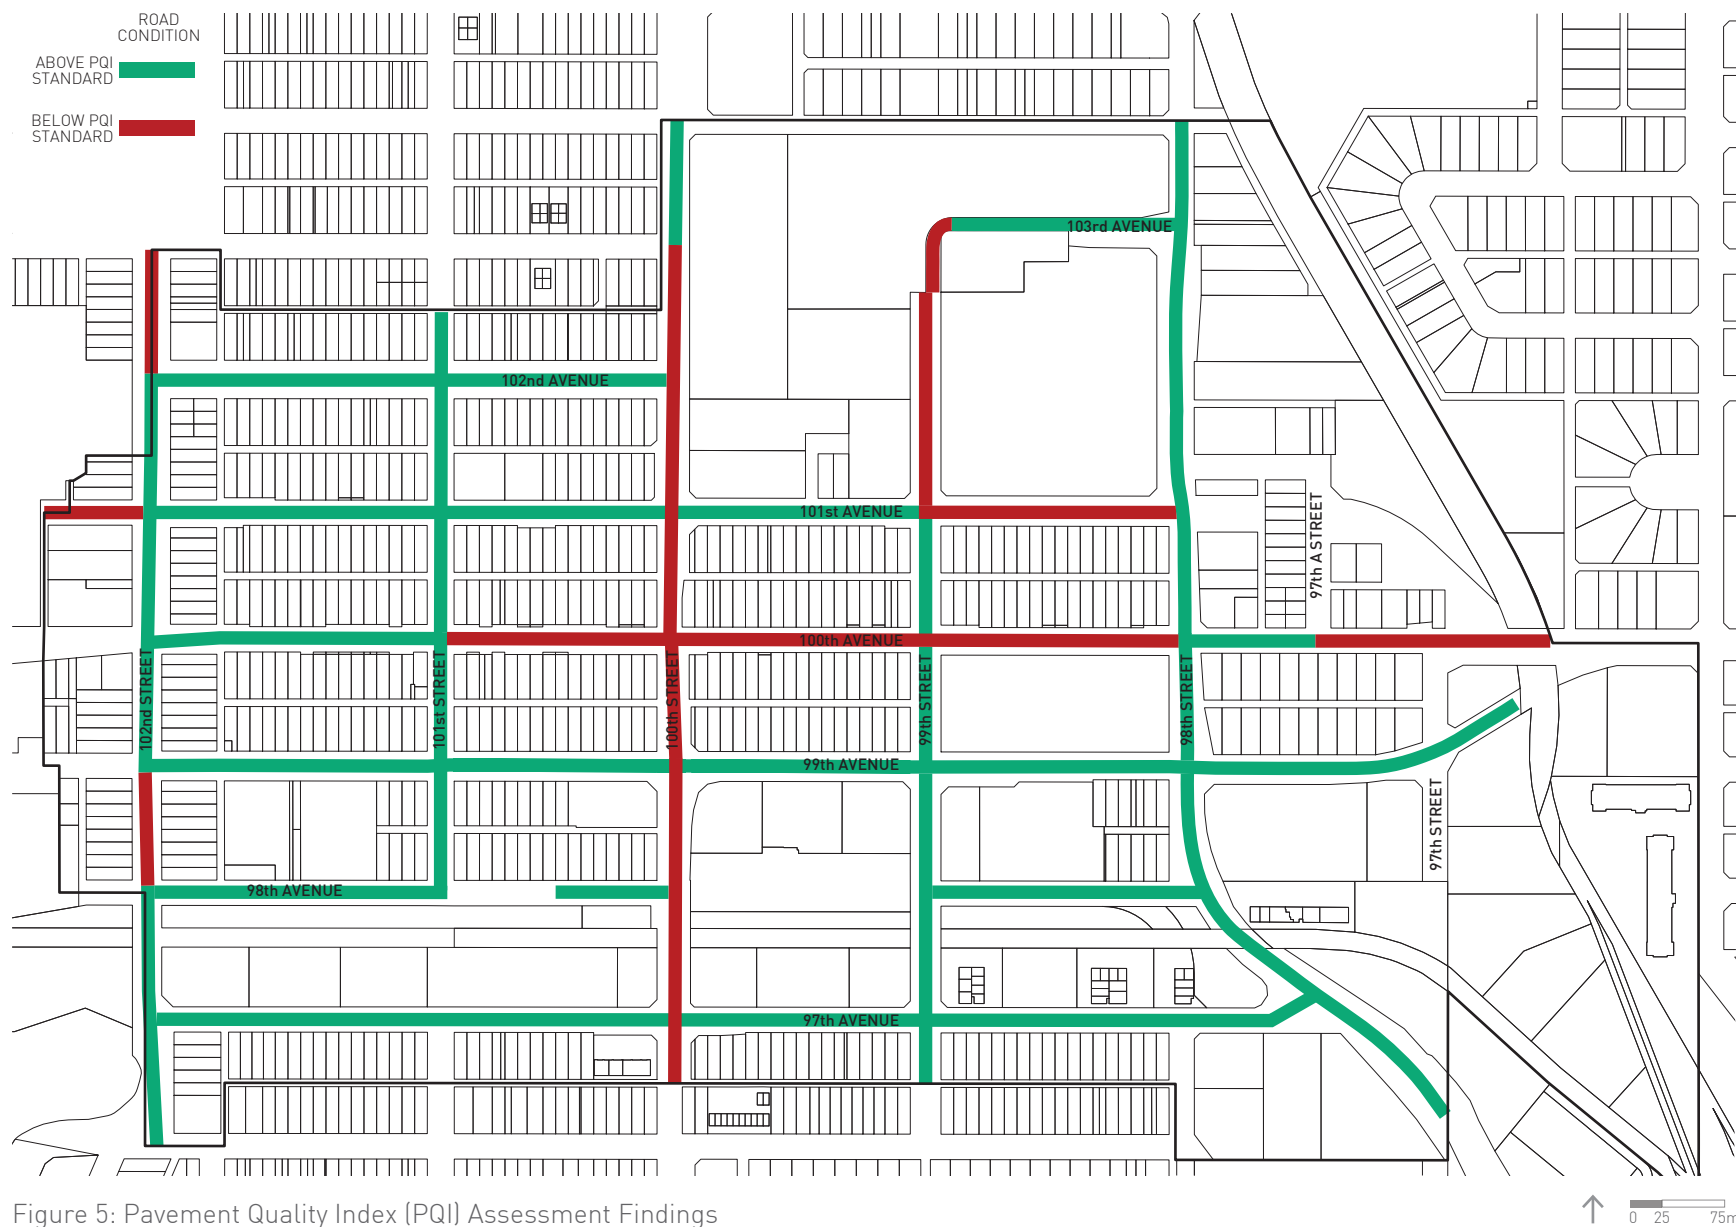 ROAD
CONDITION
ABOVE PQI
STANDARD
BELOW PQI
STANDARD
103rd AVENUE
102nd AVENUE
101st AVENUE
97th A STREET
100th AVENUE
102nd STREET
101st STREET
100th STREET
99th STREET
98th STREET
99th AVENUE
97th STREET
98th AVENUE
97th AVENUE
Figure 5: Pavement Quality Index (PQI) Assessment Findings
0 25 75m